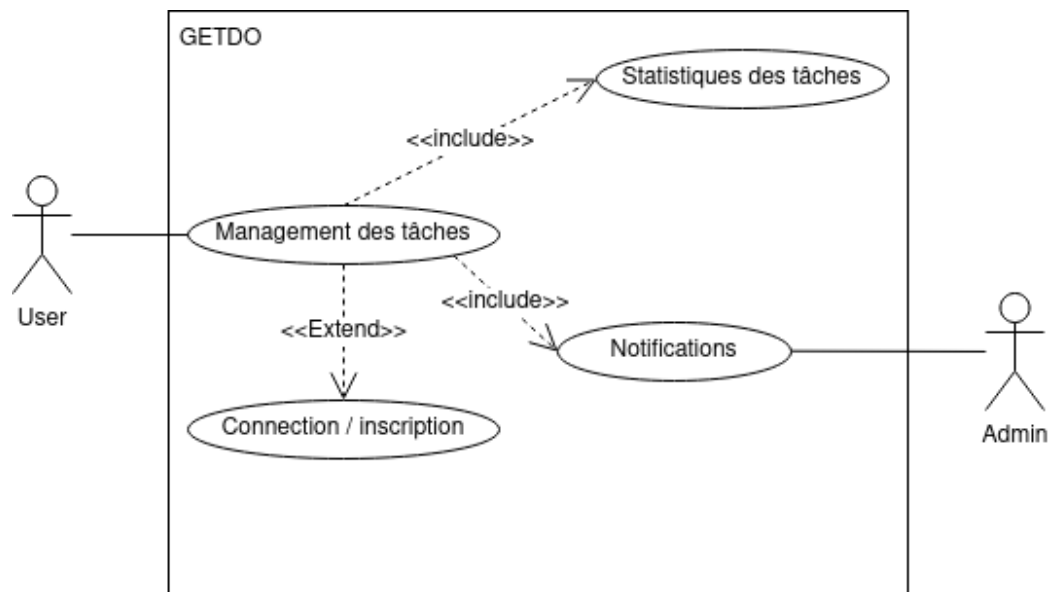 GETDO
Statistiques des tâches
<<include>>
Management des tâches
<<include>>
User
<<Extend>>
Notifications
Connection / inscription
Admin